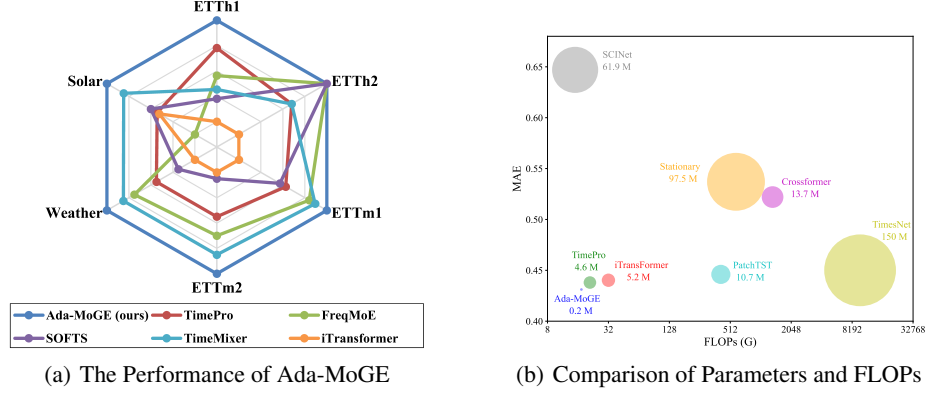 ETTh1
Solar
ETTh2
Weather
ETTm1
ETTm2
Ada-MoGE (ours)
TimePro
FreqMoE
SOFTS
TimeMixer
iTransformer
(a) The Performance of Ada-MoGE
MAE
0.65
0.60
0.55
0.50
0.45
0.40
SCINet
61.9 M
Stationary
97.5 M
Crossformer
13.7 M
TimesNet
150 M
TimePro
4.6 M
iTransFormer
5.2 M
PatchTST
10.7 M
Ada-MoGE
0.2 M
8
32
128
512
2048
8192
32768
FLOPs (G)
(b) Comparison of Parameters and FLOPs